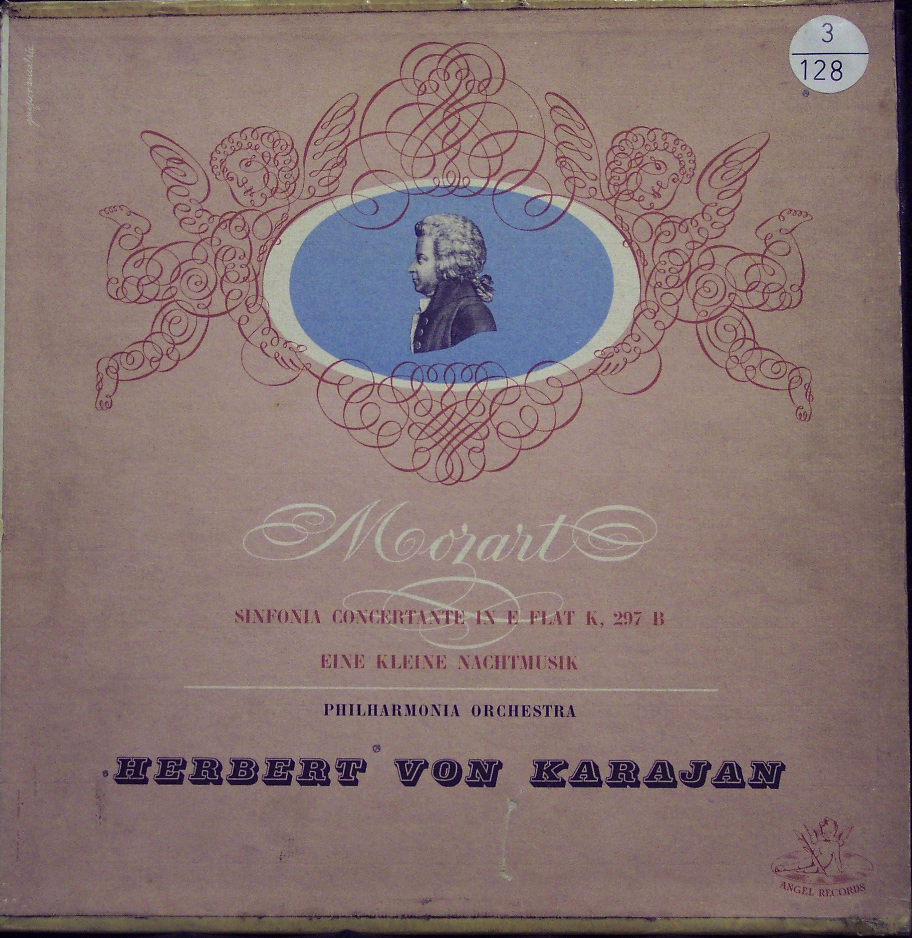 3
128
Mozart
SINFONIA CONCERTANTE IN E FLAT K, 297 B
EINE KLEINE NACHTMUSIK
PHILHARMONIA ORCHESTRA
HERBERT VON KARAJAN
ANGEL RECORDS